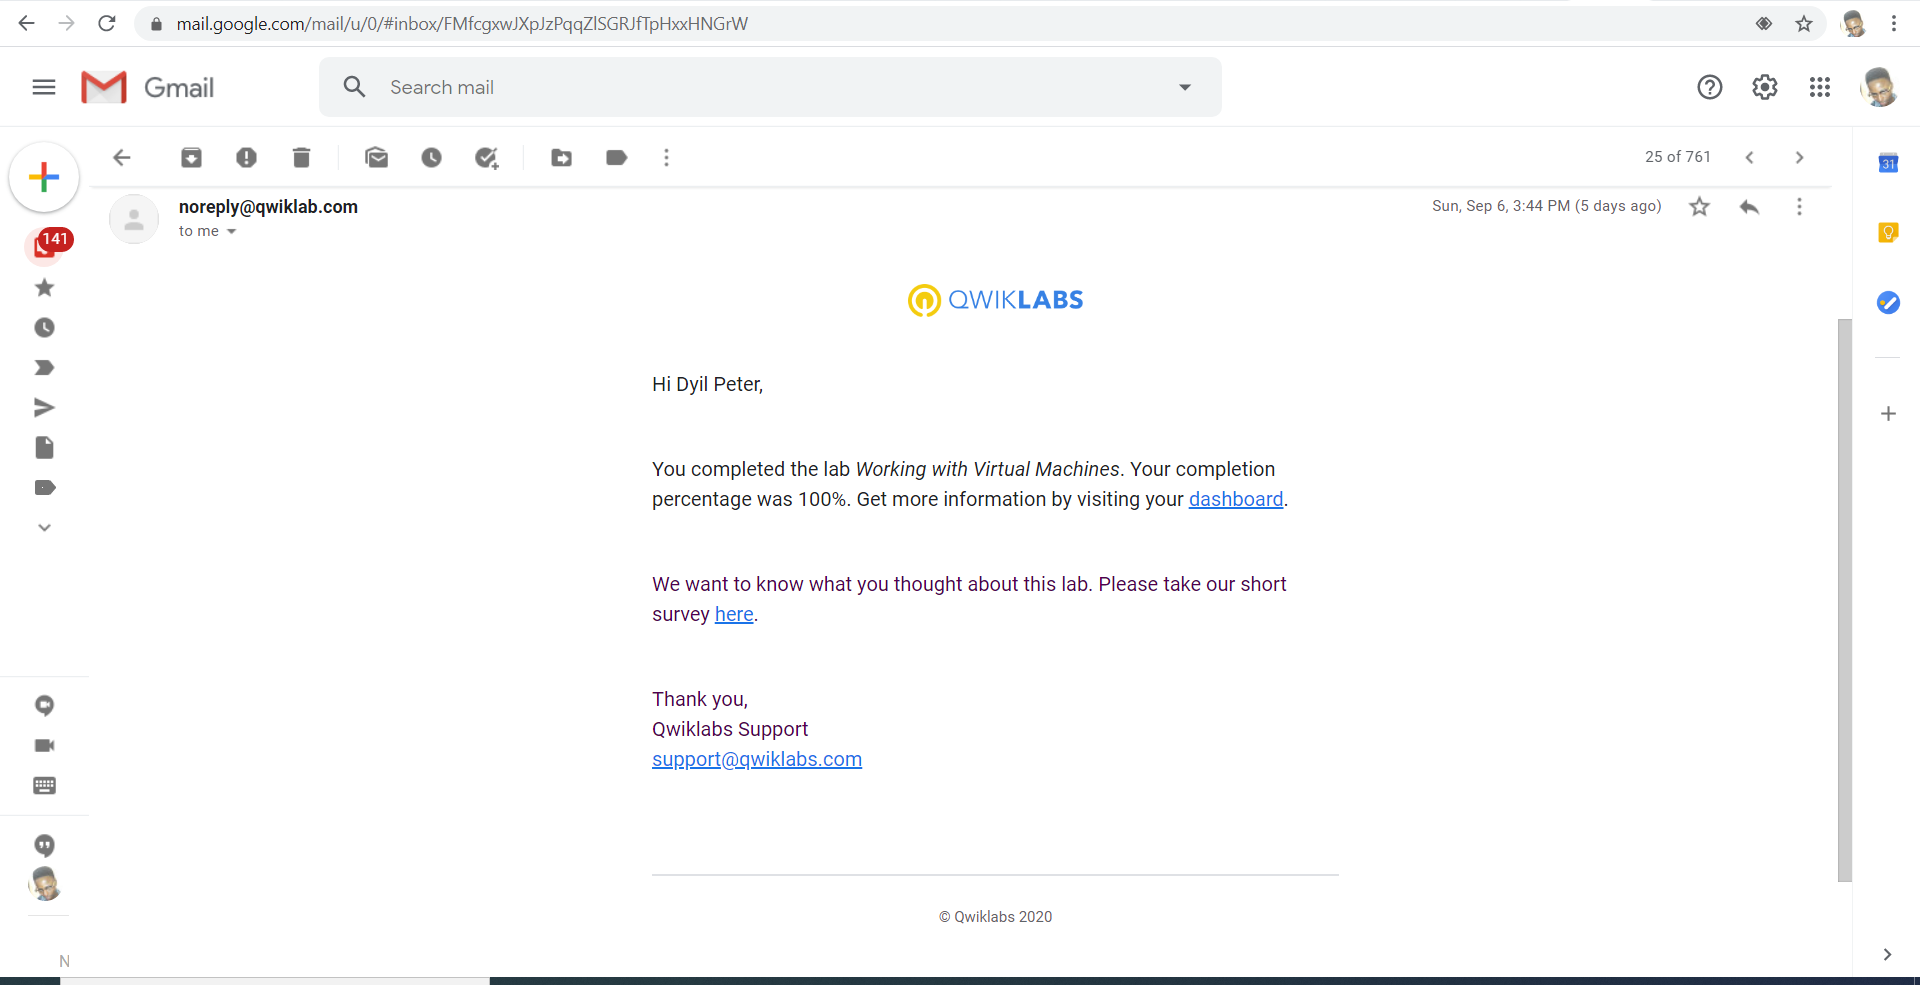 mail.google.com/mail/u/0/#inbox/FMfcgxwJXpJzPqqZlSGRJfTpHxxHNGrW
Gmail
Search mail
25 of 761
31
noreply@qwiklab.com
Sun, Sep 6, 3:44 PM (5 days ago)
to me
141
QWIKLABS
Hi Dyil Peter,
You completed the lab Working with Virtual Machines. Your completion
percentage was 100%. Get more information by visiting your dashboard.
We want to know what you thought about this lab. Please take our short
survey here.
Thank you,
Qwiklabs Support
support@qwiklabs.com
© Qwiklabs 2020
N